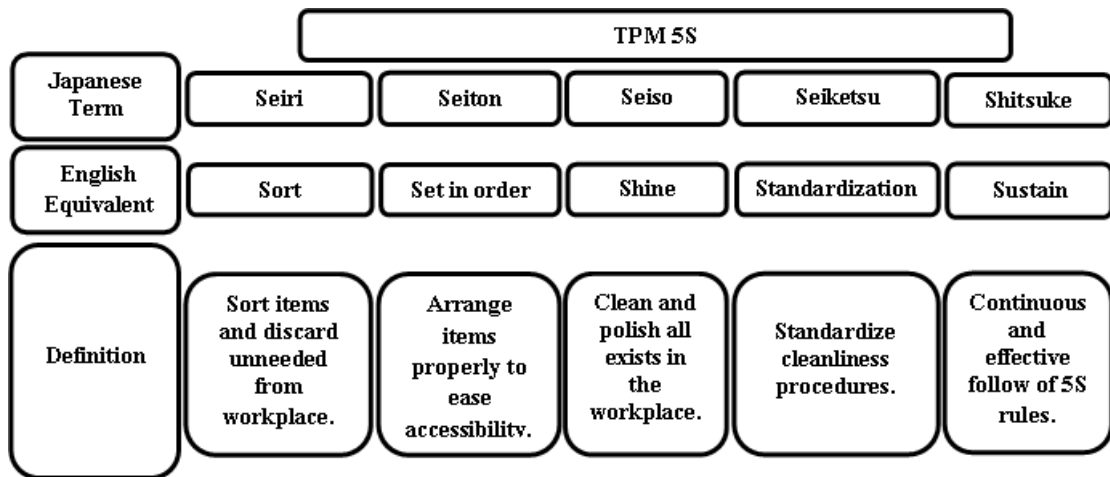 TPM 5S
Japanese
Term
Seiri
Seiton
Seiso
Seiketsu
Shitsuke
English
Equivalent
Sort
Set in order
Shine
Standardization
Sustain
Definition
Sort items
and discard
unneeded
from
workplace.
Arrange
items
properly to
ease
accessibility.
Clean and
polish all
exists in
the
workplace.
Standardize
cleanliness
procedures.
Continuous
and
effective
follow of 5S
rules.